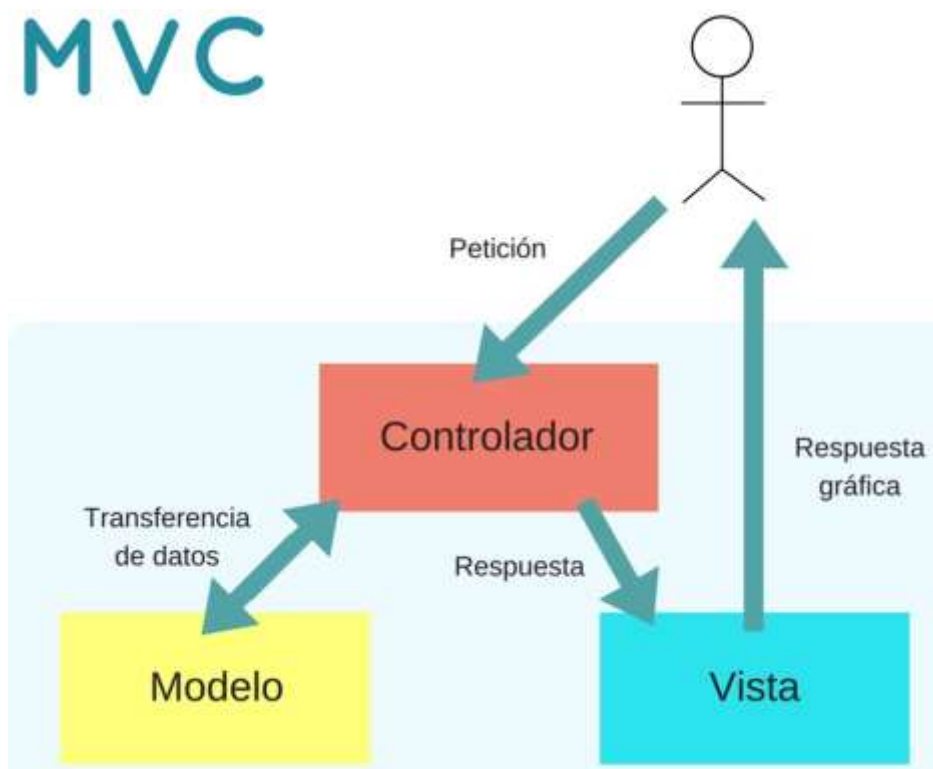 MVC
Petición
Controlador
Respuesta
gráfica
Transferencia
de datos
Respuesta
Modelo
Vista